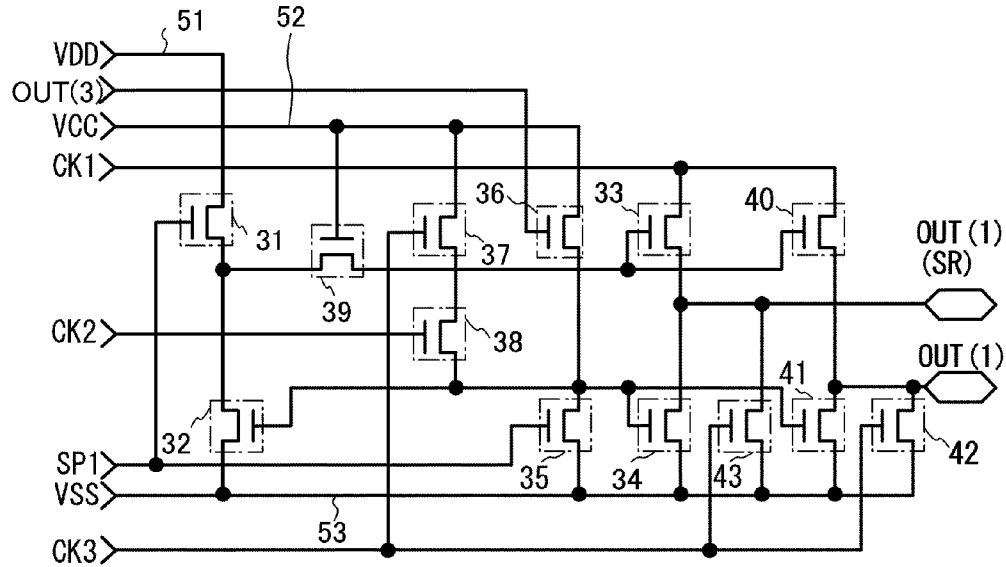 51
52
VDD
OUT(3)
VCC
CK1
36
33
40
31
37
39
OUT(1)
(SR)
CK2
38
OUT(1)
41
32
SP1
35
34
43
42
VSS
53
CK3